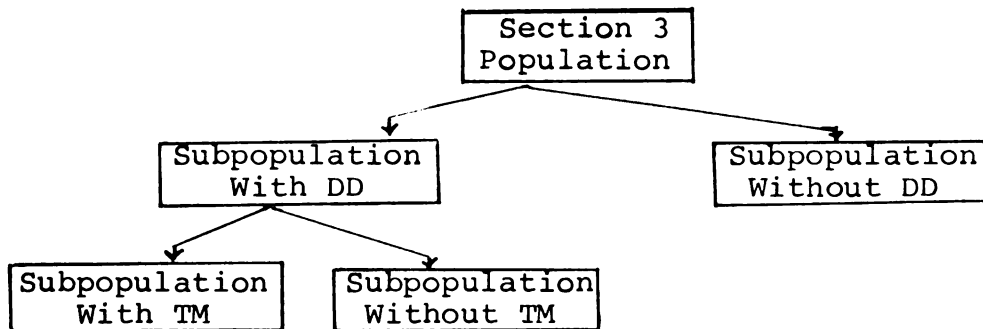 Section 3
Population
Subpopulation
With DD
Subpopulation
Without DD
Subpopulation
With TM
Subpopulation
Without TM